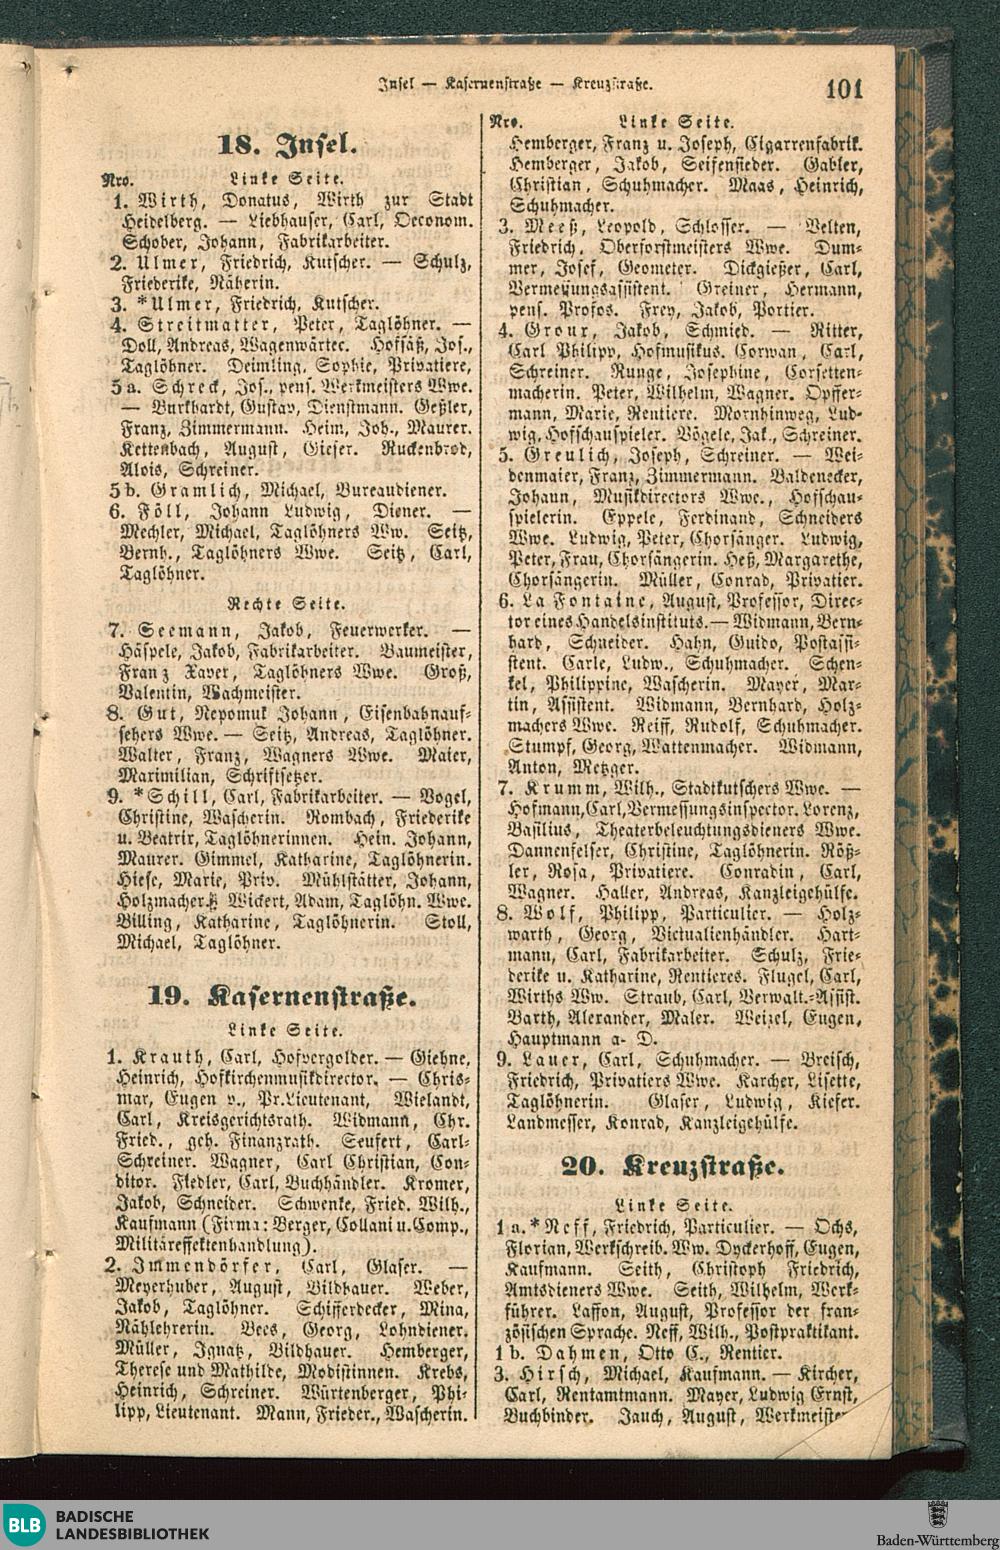 Insel — Kasernenstraße — Kreuzstraße.
101
18. Insel.
Nro. Linke Seite.
1. Wirth, Donatus, Wirth zur Stadt
Heidelberg. — Liebhauser, Carl, Oeconom.
Schober, Johann, Fabrikarbeiter.
2. Ulmer, Friedrich, Kutscher. — Schulz,
Friederike, Näherin.
3. *Ulmer, Friedrich, Kutscher.
4. Streitmatter, Peter, Taglöhner. —
Doll, Andreas, Wagenwärter. Hofsäß, Jos.,
Taglöhner. Deimling, Sophie, Privatiere,
5a. Schreck, Jos., pens. Werkmeisters Wwe.
— Burkhardt, Gustav, Dienstmann. Geßler,
Franz, Zimmermann. Heim, Joh., Maurer.
Kettenbach, August, Gieser. Ruckenbrod,
Alois, Schreiner.
5b. Gramlich, Michael, Bureaudiener.
6. Föll, Johann Ludwig, Diener. —
Mechler, Michael, Taglöhners Ww. Seitz,
Bernh., Taglöhners Wwe. Seitz, Carl,
Taglöhner.
Rechte Seite.
7. Seemann, Jakob, Feuerwerker. —
Häspele, Jakob, Fabrikarbeiter. Baumeister,
Franz Xaver, Taglöhners Wwe. Groß,
Valentin, Wachmeister.
8. Gut, Nepomuk Johann, Eisenbahnauf-
sehers Wwe. — Seitz, Andreas, Taglöhner.
Walter, Franz, Wagners Wwe. Maier,
Maximilian, Schriftsetzer.
9. *Schill, Carl, Fabrikarbeiter. — Vogel,
Christine, Wascherin. Rombach, Friederike
u. Beatrix, Taglöhnerinnen. Hein, Johann,
Maurer. Gimmel, Katharine, Taglöhnerin.
Hiese, Marie, Priv. Mühlstätter, Johann,
Holzmacher. Wickert, Adam, Taglöhn. Wwe.
Billing, Katharine, Taglöhnerin. Stoll,
Michael, Taglöhner.
19. Kasernenstraße.
Linke Seite.
1. Krauth, Carl, Hofvergolder. — Giehne,
Heinrich, Hofkirchenmusikdirector. — Chris-
mar, Eugen v., Pr.Lieutenant, Wielandt,
Carl, Kreisgerichtsrath. Widmann, Chr.
Fried., geh. Finanzrath. Seufert, Carl-
Schreiner. Wagner, Carl Christian, Con-
ditor. Fledler, Carl, Buchhändler. Kromer,
Jakob, Schneider. Schwenke, Fried. Wilh.,
Kaufmann (Firma: Berger, Collani u. Comp.,
Militäreffektenhandlung).
2. Immendörfer, Carl, Glaser. —
Meyerhuber, August, Bildhauer. Weber,
Jakob, Taglöhner. Schifferdecker, Mina,
Nählehrerin. Bees, Georg, Lohndiener.
Müller, Ignatz, Bildhauer. Hemberger,
Therese und Mathilde, Modistinnen. Krebs,
Heinrich, Schreiner. Würtenberger, Phi-
lipp, Lieutenant. Mann, Frieder., Wascherin.
Nro. Linke Seite.
Hemberger, Franz u. Joseph, Cigarrenfabrik.
Hemberger, Jakob, Seifensieder. Gabler,
Christian, Schuhmacher. Maas, Heinrich,
Schuhmacher.
3. Meeß, Leopold, Schlosser. — Velten,
Friedrich, Oberforstmeisters Wwe. Dum-
mer, Josef, Geometer. Dickgießer, Carl,
Vermessungsassistent. Greiner, Hermann,
pens. Profos. Frey, Jakob, Portier.
4. Grour, Jakob, Schmied. — Ritter,
Carl Philipp, Hofmusikus. Corwan, Carl,
Schreiner. Runge, Josephine, Corsetten-
macherin. Peter, Wilhelm, Wagner. Opffer-
mann, Marie, Rentiere. Mornhinweg, Lud-
wig, Hofschauspieler. Vögele, Jak., Schreiner.
5. Greulich, Joseph, Schreiner. — Wei-
denmaier, Franz, Zimmermann. Baldenecker,
Johann, Musikdirectors Wwe., Hofschau-
spielerin. Eppele, Ferdinand, Schneiders
Wwe. Ludwig, Peter, Chorsänger. Ludwig,
Peter, Frau, Chorsängerin. Heß, Margarethe,
Chorsängerin. Müller, Conrad, Privatier.
6. La Fontaine, August, Professor, Direc-
tor eines Handelsinstituts. — Widmann, Bern-
hard, Schneider. Hahn, Guido, Postassi-
stent. Carle, Ludw., Schuhmacher. Schen-
kel, Philippine, Wascherin. Mayer, Mar-
tin, Assistent. Widmann, Bernhard, Holz-
machers Wwe. Reiff, Rudolf, Schuhmacher.
Stumpf, Georg, Wattenmacher. Widmann,
Anton, Metzger.
7. Krumm, Wilh., Stadtkutschers Wwe. —
Hofmann, Carl, Vermessungsinspector. Lorenz,
Basilius, Theaterbeleuchtungsdieners Wwe.
Dannenfelser, Christine, Taglöhnerin. Röß-
ler, Rosa, Privatiere. Conradin, Carl,
Wagner. Haller, Andreas, Kanzleigehülfe.
8. Wolf, Philipp, Particulier. — Holz-
warth, Georg, Victualienhändler. Hart-
mann, Carl, Fabrikarbeiter. Schulz, Frie-
derike u. Katharine, Rentieres. Flugel, Carl,
Wirths Ww. Straub, Carl, Verwalt.-Assist.
Barth, Alexander, Maler. Weizel, Eugen,
Hauptmann a- D.
9. Lauer, Carl, Schuhmacher. — Breisch,
Friedrich, Privatiers Wwe. Karcher, Lisette,
Taglöhnerin. Glaser, Ludwig, Kiefer.
Landmesser, Konrad, Kanzleigehülfe.
20. Kreuzstraße.
Linke Seite.
1a. *Neff, Friedrich, Particulier. — Ochs,
Florian, Werkschreib. Ww. Dyckerhoff, Eugen,
Kaufmann. Seith, Christoph Friedrich,
Amtsdieners Wwe. Seith, Wilhelm, Werk-
führer. Laffon, August, Professor der fran-
zösischen Sprache. Neff, Wilh., Postpraktikant.
1b. Dahmen, Otto C., Rentier.
3. Hirsch, Michael, Kaufmann. — Kircher,
Carl, Rentamtmann. Mayer, Ludwig Ernst,
Buchbinder. Jauch, August, Werkmeister
BLB BADISCHE
LANDESBIBLIOTHEK
Baden-Württemberg